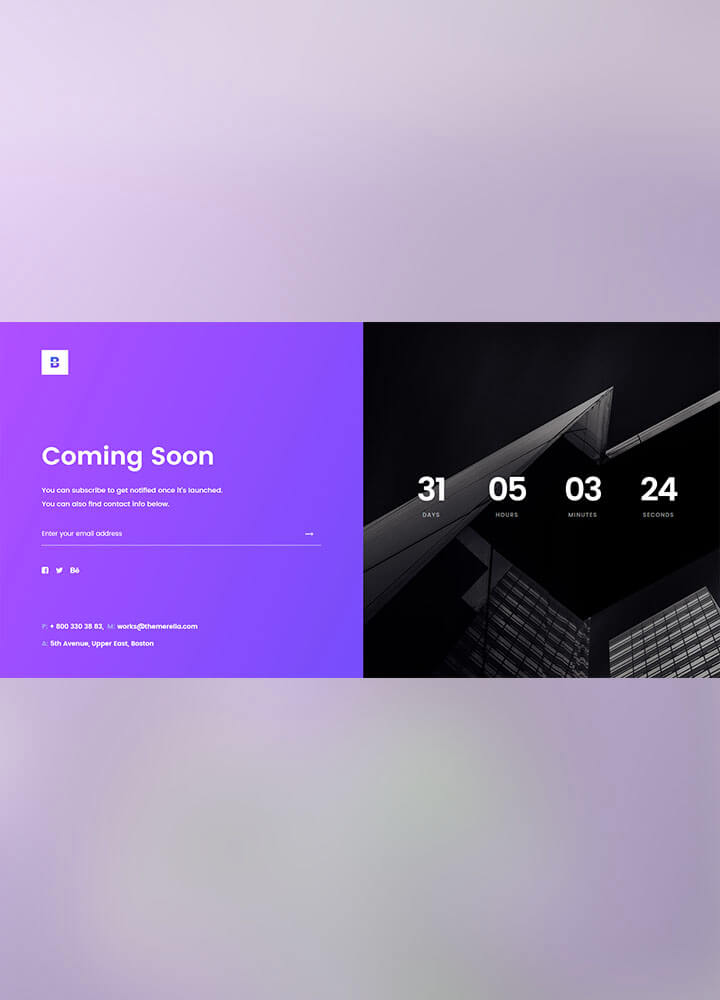 B
Coming Soon
You can subscribe to get notified once it's launched.
You can also find contact info below.
Enter your email address
Bē
P: + 800 330 38 83, M: works@themerella.com
A: 5th Avenue, Upper East, Boston
31 05 03 24
DAYS HOURS MINUTES SECONDS